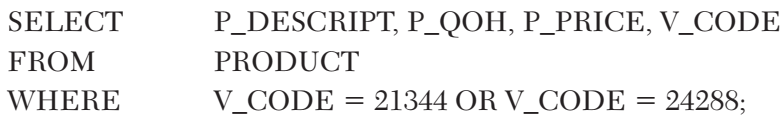 SELECT P_DESCRIPT, P_QOH, P_PRICE, V_CODE
FROM PRODUCT
WHERE V_CODE = 21344 OR V_CODE = 24288;